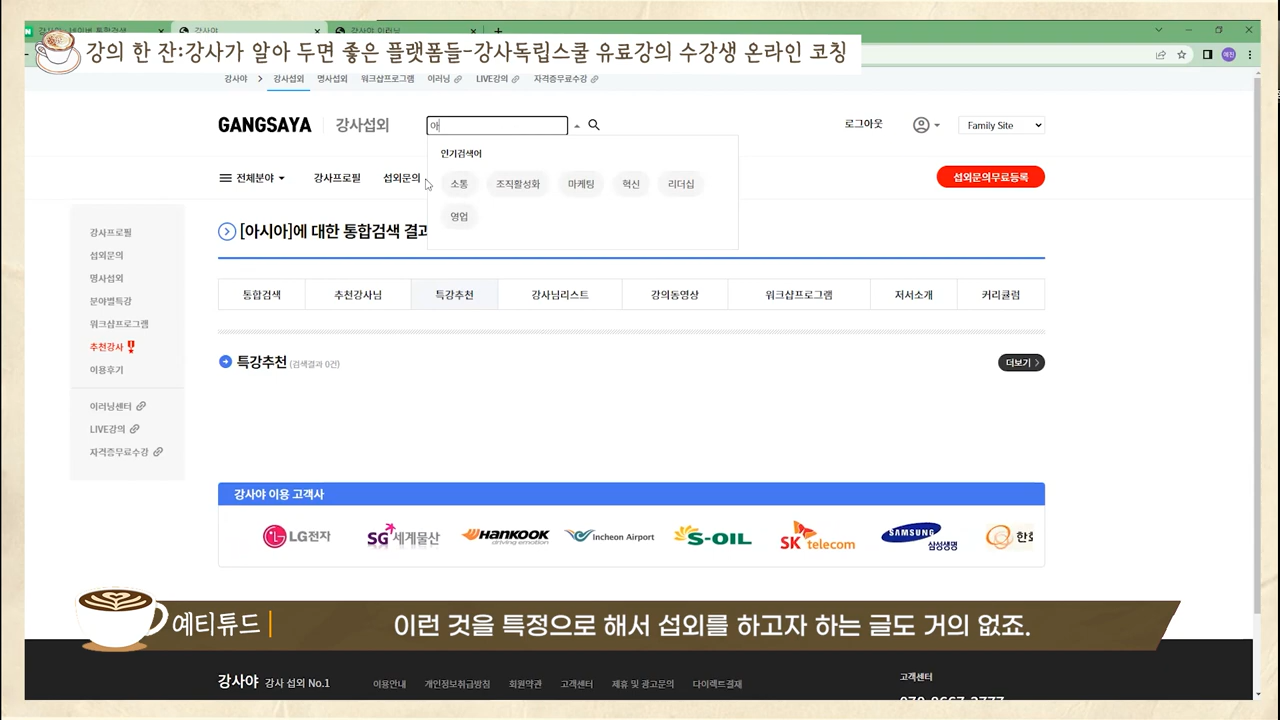 강의 한 잔:강사가 알아 두면 좋은 플랫폼들-강사독립스쿨 유료강의 수강생 온라인 코칭
강사야 > 강사섭외 명사섭외 워크샵프로그램 이러닝 LIVE강의 자격증무료수강
GANGSAYA 강사섭외 아 로그아웃 Family Site
인기검색어
전체분야 강사프로필 섭외문의 소통 조직활성화 마케팅 혁신 리더십 섭외문의무료등록
영업
[아시아]에 대한 통합검색 결과
강사프로필
섭외문의
명사섭외
분야별특강
워크샵프로그램
추천강사
이용후기
이러닝센터
LIVE강의
자격증무료수강
통합검색 추천강사님 특강추천 강사님리스트 강의동영상 워크샵프로그램 저서소개 커리큘럼
특강추천 (검색결과 0건) 더보기 >
강사야 이용 고객사
LG전자 SG세계물산 HANKOOK driving emotion Incheon Airport S-OIL SK telecom SAMSUNG 삼성생명
예티튜드 이런 것을 특정으로 해서 섭외를 하고자 하는 글도 거의 없죠.
강사야 강사 섭외 No.1 이용안내 개인정보취급방침 회원약관 고객센터 제휴 및 광고문의 다이렉트결제
고객센터